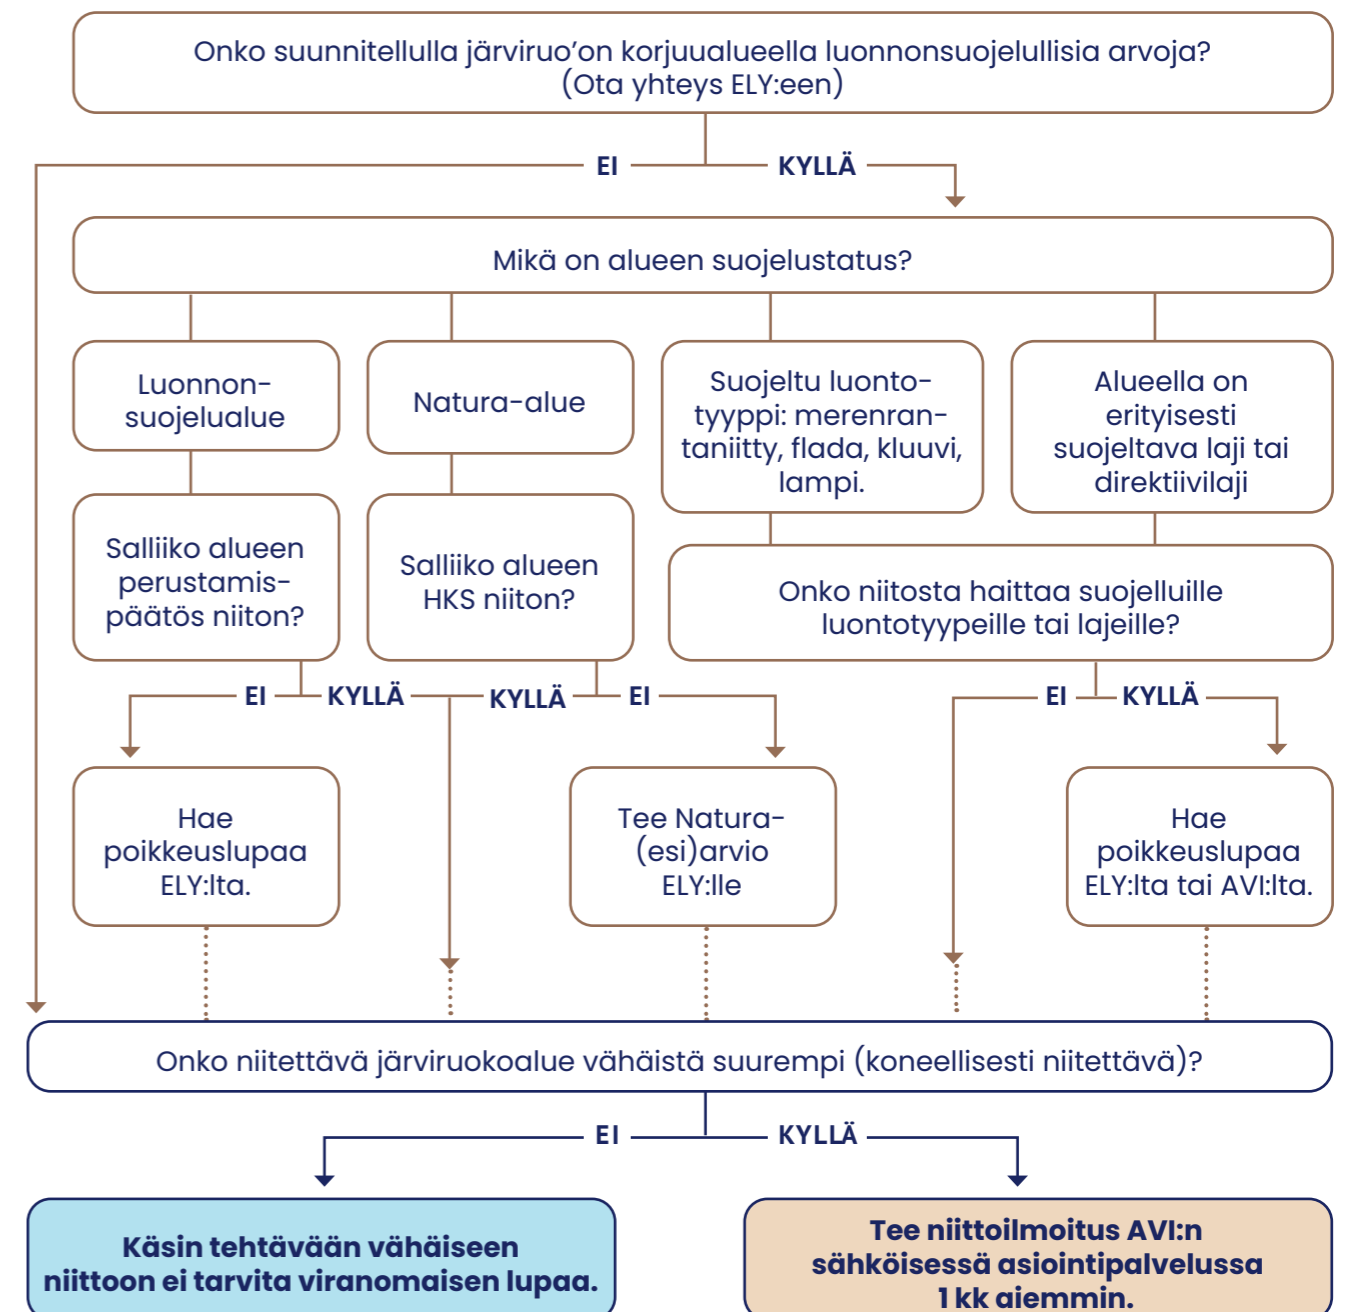 Onko suunnitellulla järviruo’on korjuualueella luonnonsuojelullisia arvoja?
(Ota yhteys ELY:een)
EI
KYLLÄ
Mikä on alueen suojelustatus?
Luonnon-
suojelualue
Natura-alue
Suojeltu luonto-
tyyppi: merenran-
taniitty, flada, kluuvi,
lampi.
Alueella on
erityisesti
suojeltava laji tai
direktiivilaji
Salliiko alueen
perustamis-
päätös niiton?
Salliiko alueen
HKS niiton?
Onko niitosta haittaa suojelluille
luontotyypeille tai lajeille?
EI
KYLLÄ
KYLLÄ
EI
EI
KYLLÄ
Hae
poikkeuslupaa
ELY:lta.
Tee Natura-
(esi)arvio
ELY:lle
Hae
poikkeuslupaa
ELY:lta tai AVI:lta.
Onko niitettävä järviruokoalue vähäistä suurempi (koneellisesti niitettävä)?
EI
KYLLÄ
Käsin tehtävään vähäiseen
niittoon ei tarvita viranomaisen lupaa.
Tee niittoilmoitus AVI:n
sähköisessä asiointipalvelussa
1 kk aiemmin.